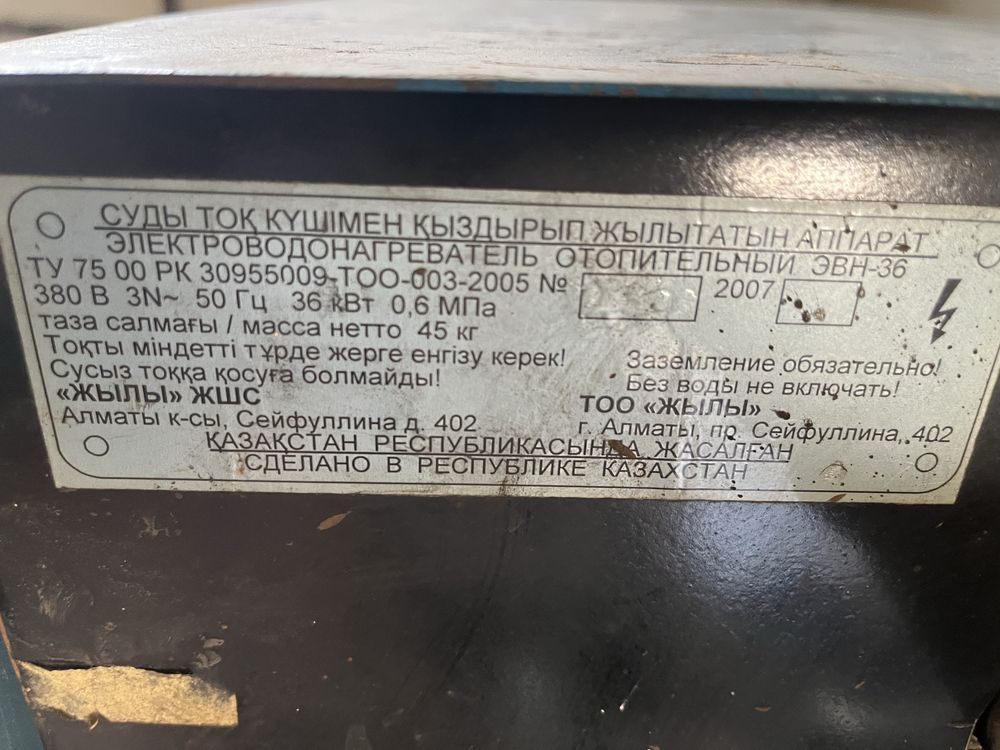 СУДЫ ТОҚ КҮШІМЕН ҚЫЗДЫРЫП ЖЫЛЫТАТЫН АППАРАТ
ЭЛЕКТРОВОДОНАГРЕВАТЕЛЬ ОТОПИТЕЛЬНЫЙ ЭВН-36
ТУ 75 00 РК 30955009-ТОО-003-2005 № 2007
380 В 3N~ 50 Гц 36 кВт 0,6 МПа
таза салмағы / масса нетто 45 кг
Тоқты міндетті түрде жерге енгізу керек!
Сусыз тоққа қосуға болмайды!
«ЖЫЛЫ» ЖШС
Алматы к-сы, Сейфуллина д. 402
Заземление обязательно!
Без воды не включать!
ТОО «ЖЫЛЫ»
г. Алматы, пр. Сейфуллина, 402
ҚАЗАҚСТАН РЕСПУБЛИКАСЫНДА ЖАСАЛҒАН
СДЕЛАНО В РЕСПУБЛИКЕ КАЗАХСТАН